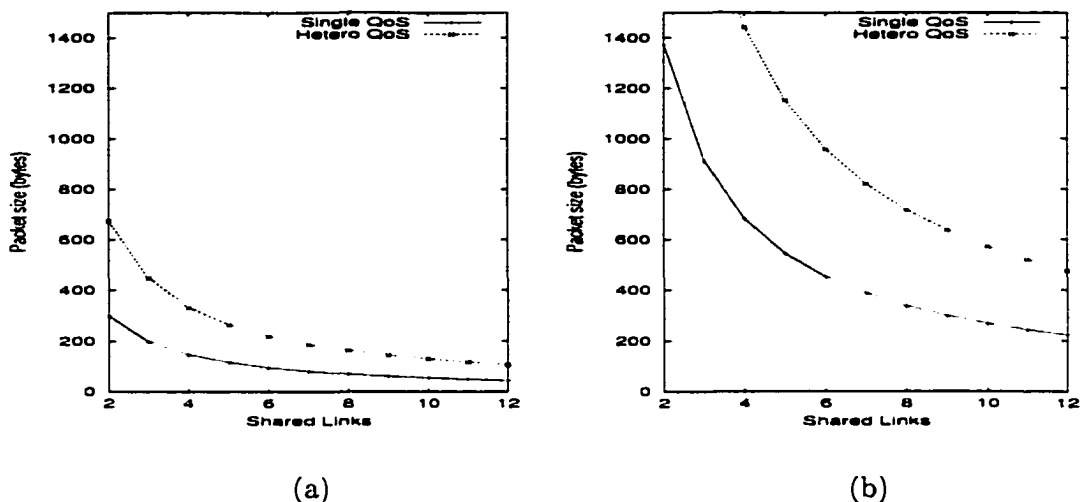 Single QoS
Hetero QoS
1400
1200
1000
800
600
400
200
0
Packet size (bytes)
2 4 6 8 10 12
Shared Links
(a)
Single QoS
Hetero QoS
1400
1200
1000
800
600
400
200
0
Packet size (bytes)
2 4 6 8 10 12
Shared Links
(b)